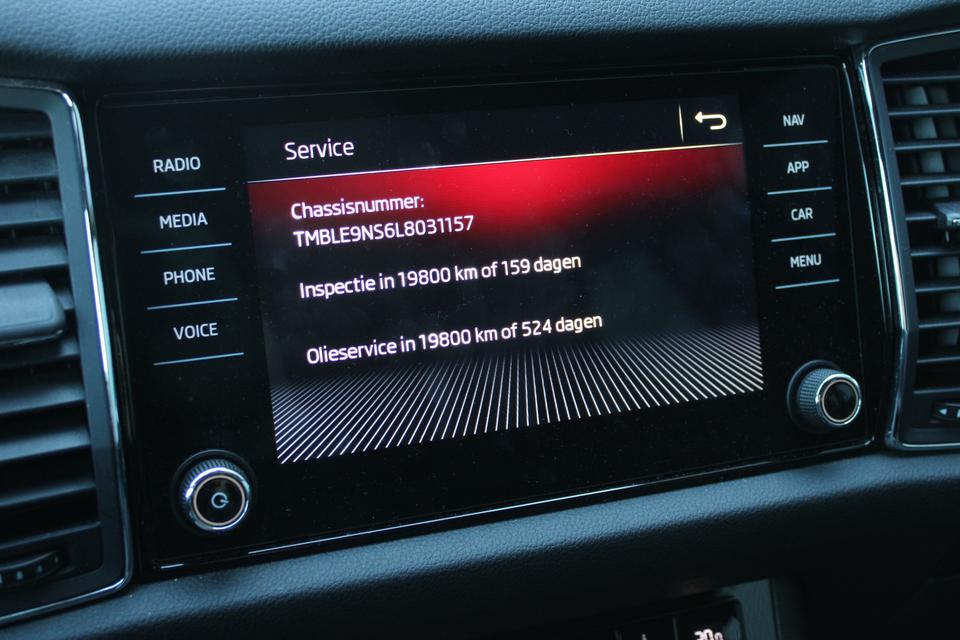 Service
Chassisnummer:
TMBLE9NS6L8031157
Inspectie in 19800 km of 159 dagen
Olieservice in 19800 km of 524 dagen
RADIO
MEDIA
PHONE
VOICE
NAV
APP
CAR
MENU